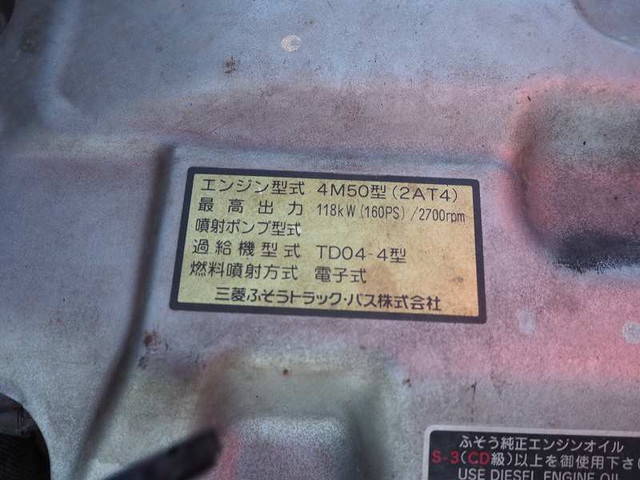 エンジン型式 4M50型(2AT4)
最高出力 118kW(160PS)/2700rpm
噴射ポンプ型式
過給機型式 TD04-4型
燃料噴射方式 電子式
三菱ふそうトラック・バス株式会社
ふそう純正エンジンオイル
S-3(CD級)以上を御使用下さ
USE DIESEL ENGINE OIL